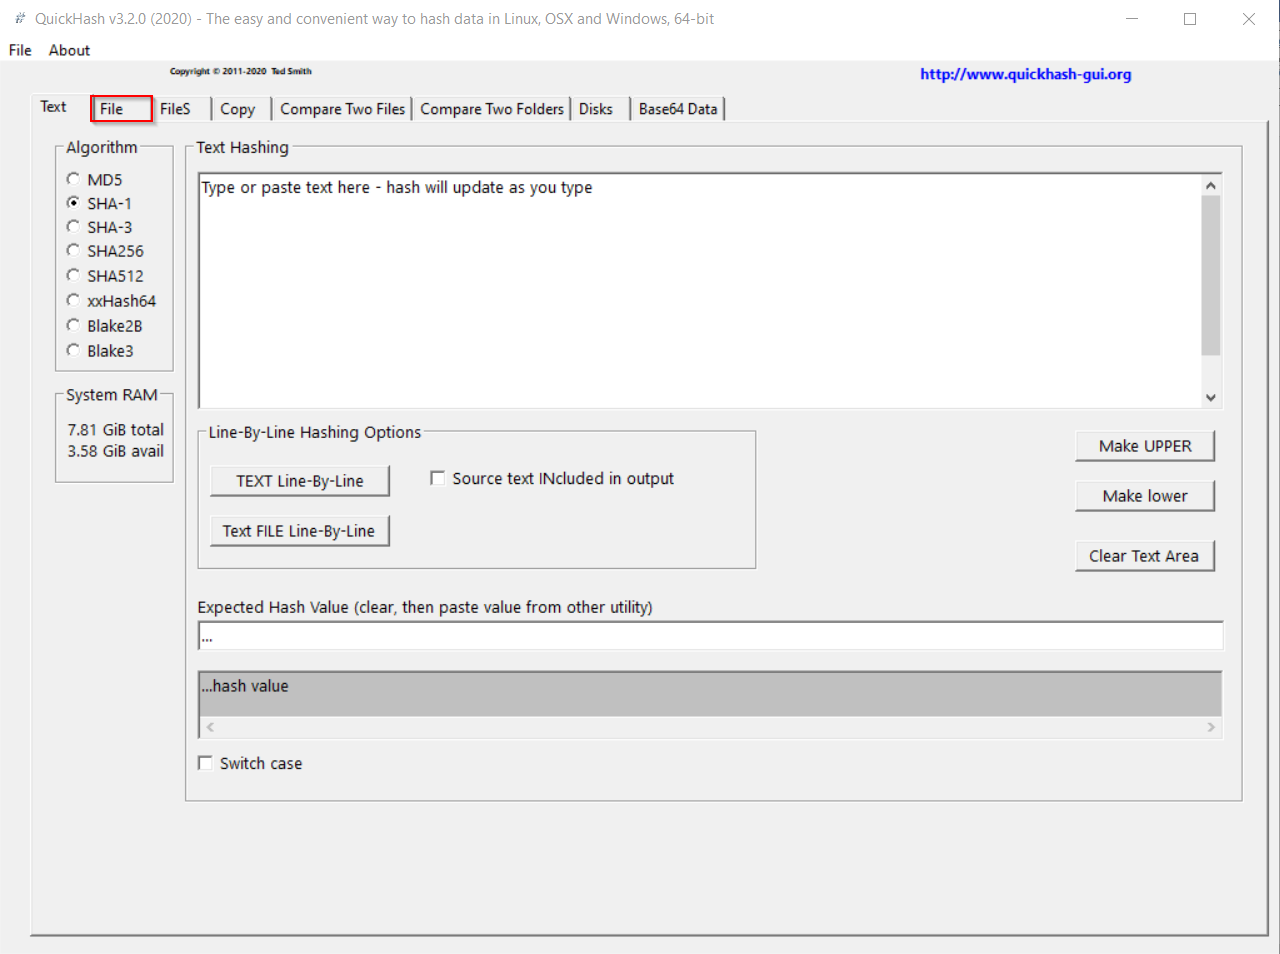 QuickHash v3.2.0 (2020) - The easy and convenient way to hash data in Linux, OSX and Windows, 64-bit
File About
Copyright © 2011-2020 Ted Smith
http://www.quickhash-gui.org
Text File FileS Copy Compare Two Files Compare Two Folders Disks Base64 Data
Algorithm
MD5
SHA-1
SHA-3
SHA256
SHA512
xxHash64
Blake2B
Blake3
System RAM
7.81 GiB total
3.58 GiB avail
Text Hashing
Type or paste text here - hash will update as you type
Line-By-Line Hashing Options
TEXT Line-By-Line
Source text INcluded in output
Text FILE Line-By-Line
Make UPPER
Make lower
Clear Text Area
Expected Hash Value (clear, then paste value from other utility)
...
...hash value
Switch case